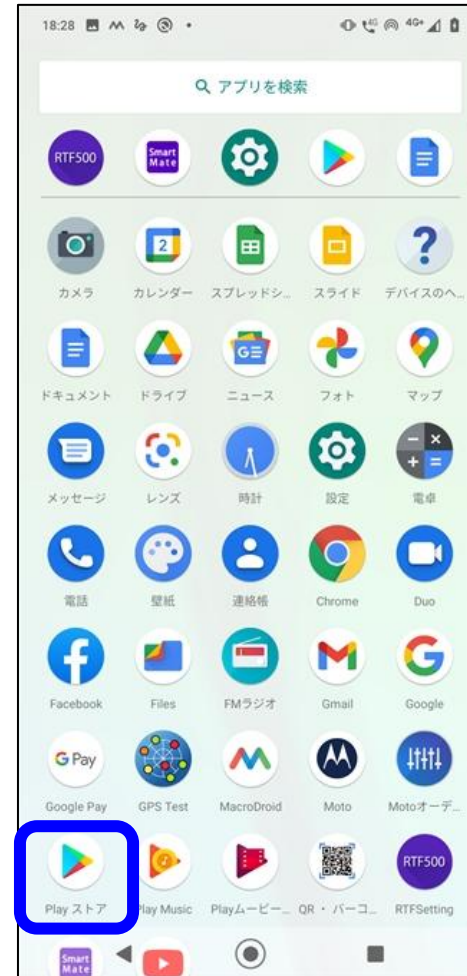 18:28
4G
4G+
アプリを検索
RTF500
Smart
Mate
2
カメラ
カレンダー
スプレッドシ...
スライド
デバイスのヘ...
ドキュメント
ドライブ
ニュース
フォト
マップ
メッセージ
レンズ
時計
設定
電卓
電話
壁紙
連絡帳
Chrome
Duo
Facebook
Files
FMラジオ
Gmail
Google
G Pay
Google Pay
GPS Test
MacroDroid
Moto
Motoオーデ...
RTF500
Play ストア
Play Music
Playムービー...
QR・バーコ...
RTFSetting
Smart
Mate